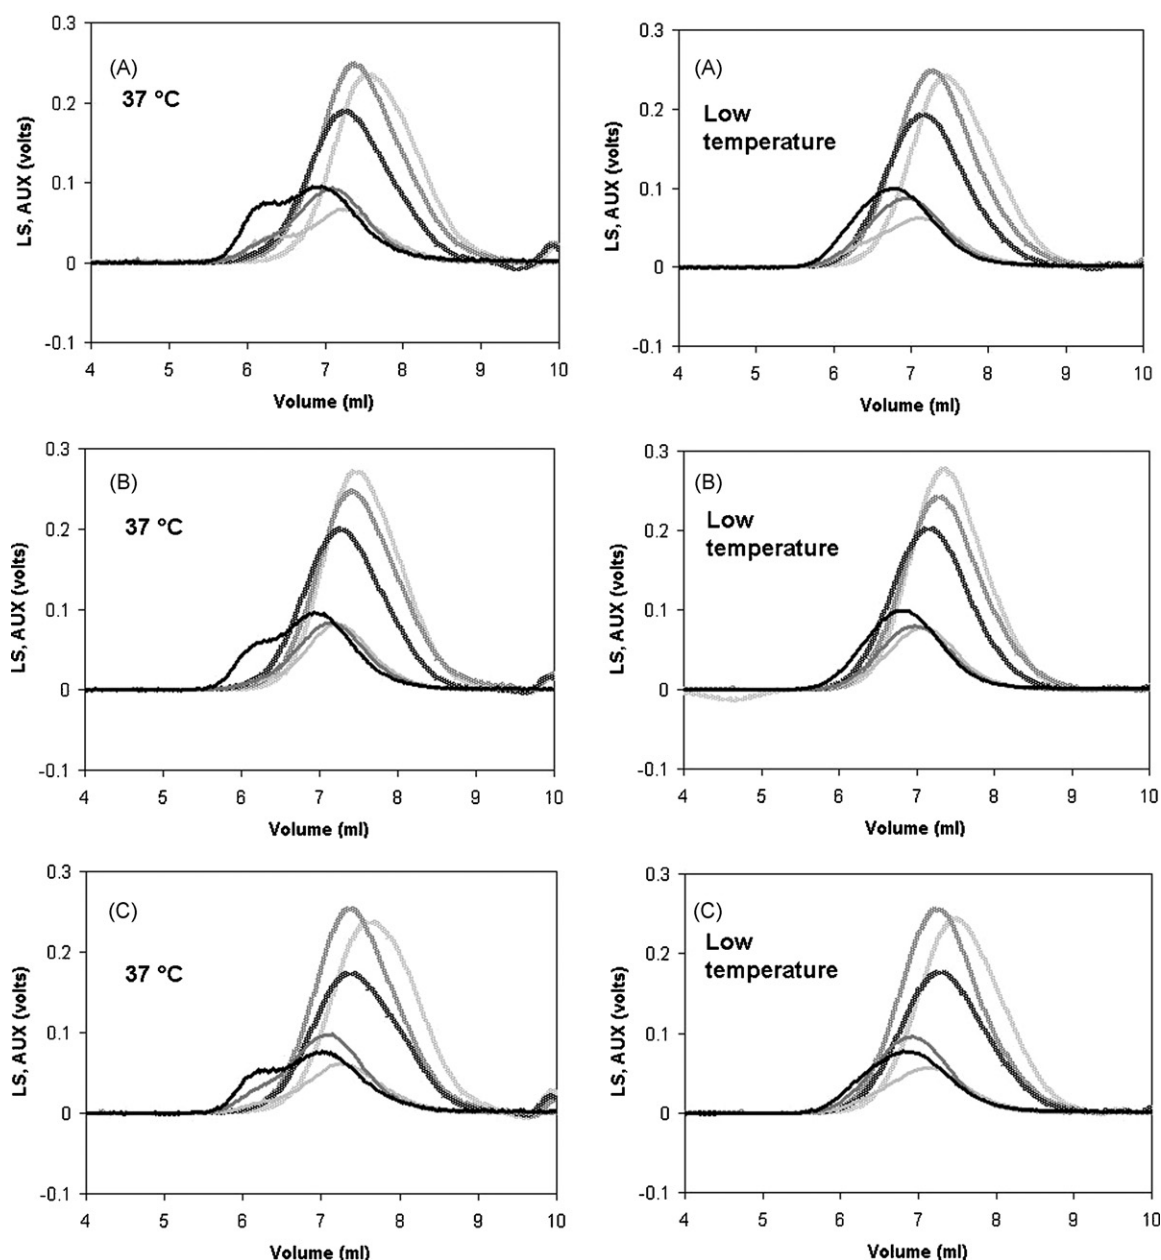 0.3
0.2
0.1
0
-0.1
LS, AUX (volts)
(A)
37 °C
4 5 6 7 8 9 10
Volume (ml)
0.3
0.2
0.1
0
-0.1
LS, AUX (volts)
(A)
Low
temperature
4 5 6 7 8 9 10
Volume (ml)
0.3
0.2
0.1
0
-0.1
LS, AUX (volts)
(B)
37 °C
4 5 6 7 8 9 10
Volume (ml)
0.3
0.2
0.1
0
-0.1
LS, AUX (volts)
(B)
Low
temperature
4 5 6 7 8 9 10
Volume (ml)
0.3
0.2
0.1
0
-0.1
LS, AUX (volts)
(C)
37 °C
4 5 6 7 8 9 10
Volume (ml)
0.3
0.2
0.1
0
-0.1
LS, AUX (volts)
(C)
Low
temperature
4 5 6 7 8 9 10
Volume (ml)